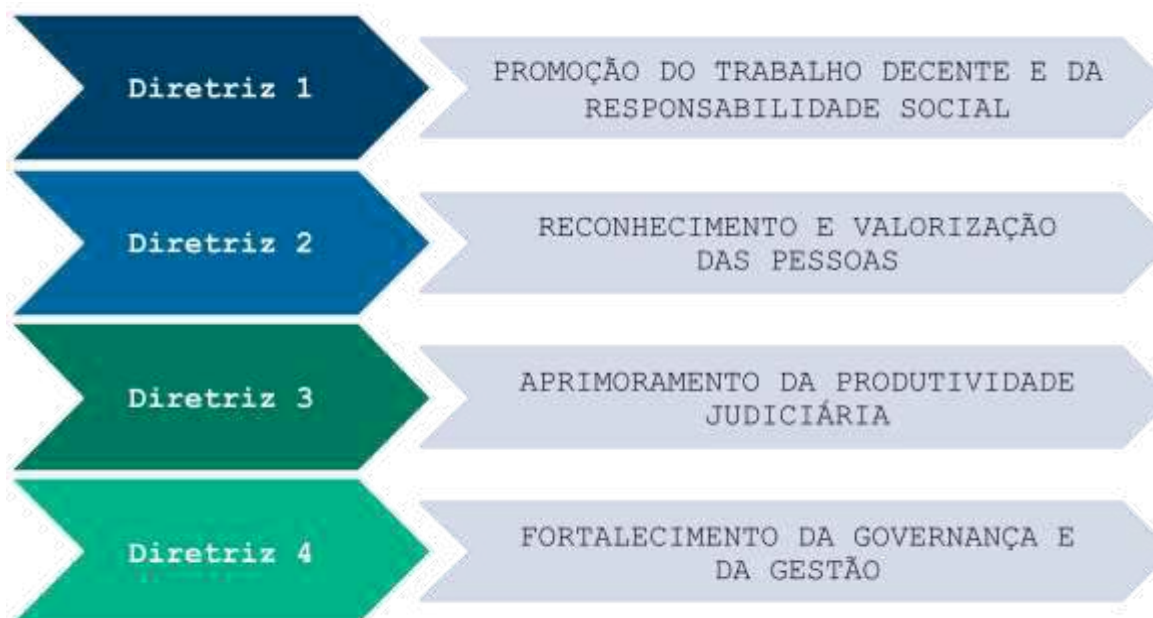 Diretriz 1
PROMOÇÃO DO TRABALHO DECENTE E DA
RESPONSABILIDADE SOCIAL
Diretriz 2
RECONHECIMENTO E VALORIZAÇÃO
DAS PESSOAS
Diretriz 3
APRIMORAMENTO DA PRODUTIVIDADE
JUDICIÁRIA
Diretriz 4
FORTALECIMENTO DA GOVERNANÇA E
DA GESTÃO